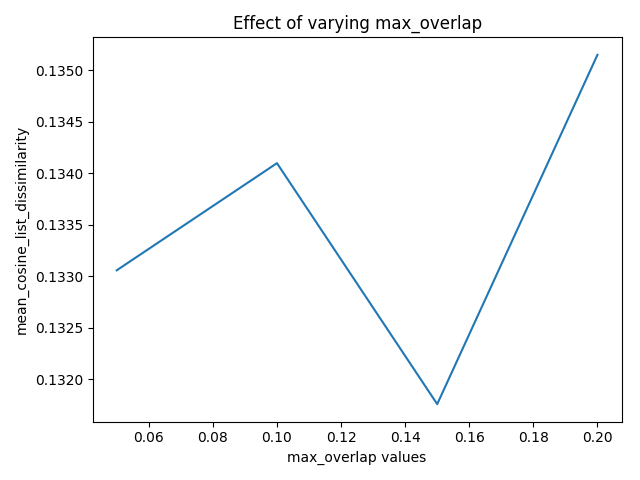 Effect of varying max_overlap
0.1350
0.1345
0.1340
0.1335
0.1330
0.1325
0.1320
mean_cosine_list_dissimilarity
0.06 0.08 0.10 0.12 0.14 0.16 0.18 0.20
max_overlap values